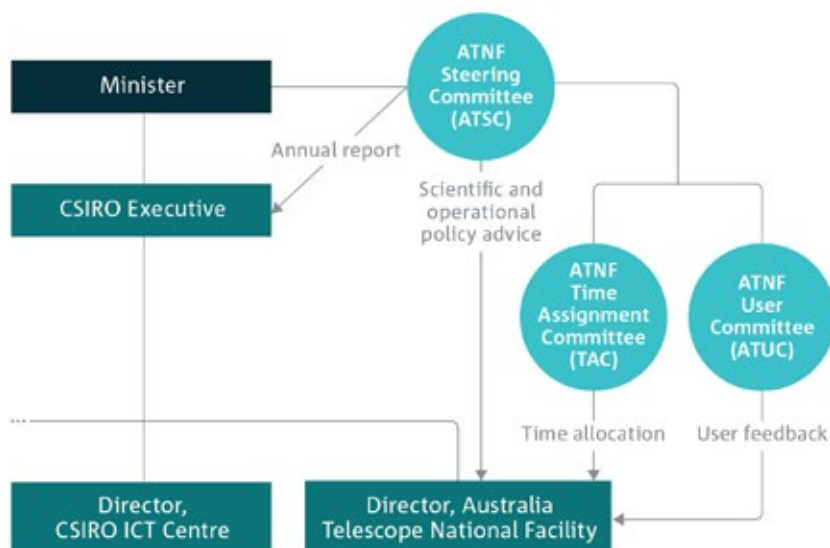 Minister
ATNF
Steering
Committee
(ATSC)
Annual report
CSIRO Executive
Scientific and
operational
policy advice
ATNF
Time
Assignment
Committee
(TAC)
ATNF
User
Committee
(ATUC)
...
Time allocation
User feedback
Director,
CSIRO ICT Centre
Director, Australia
Telescope National Facility